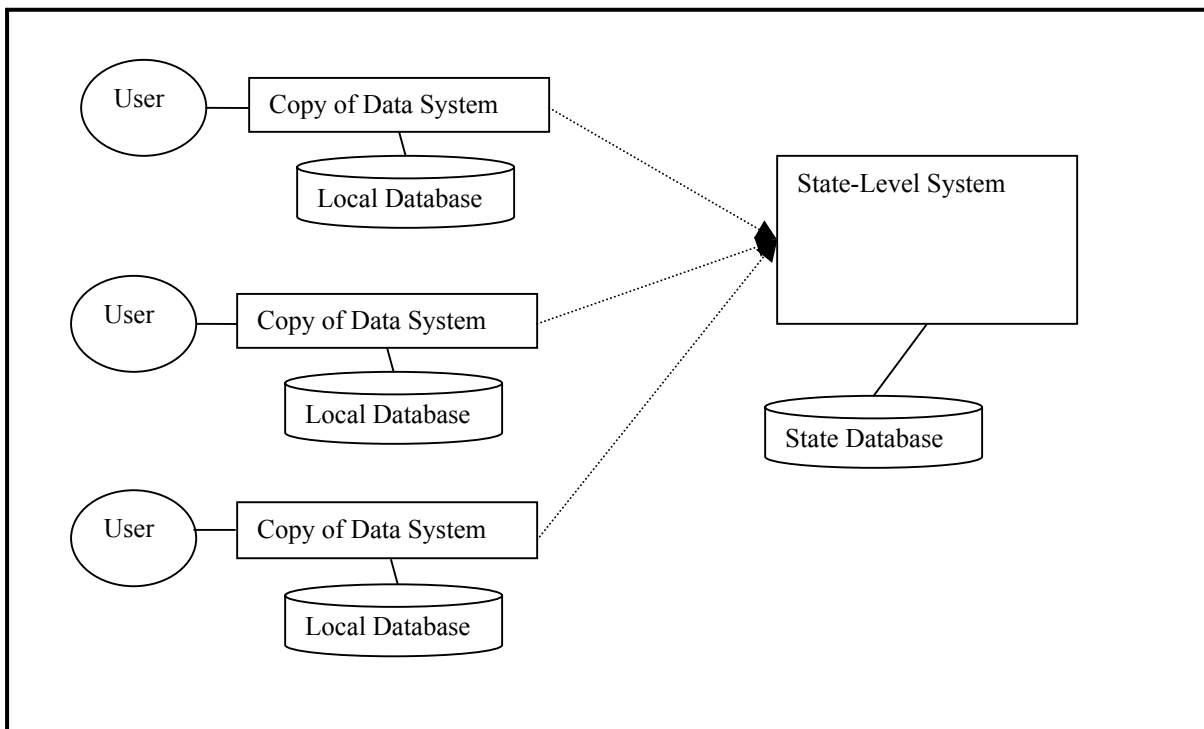 User
Copy of Data System
Local Database
State-Level System
User
Copy of Data System
Local Database
State Database
User
Copy of Data System
Local Database